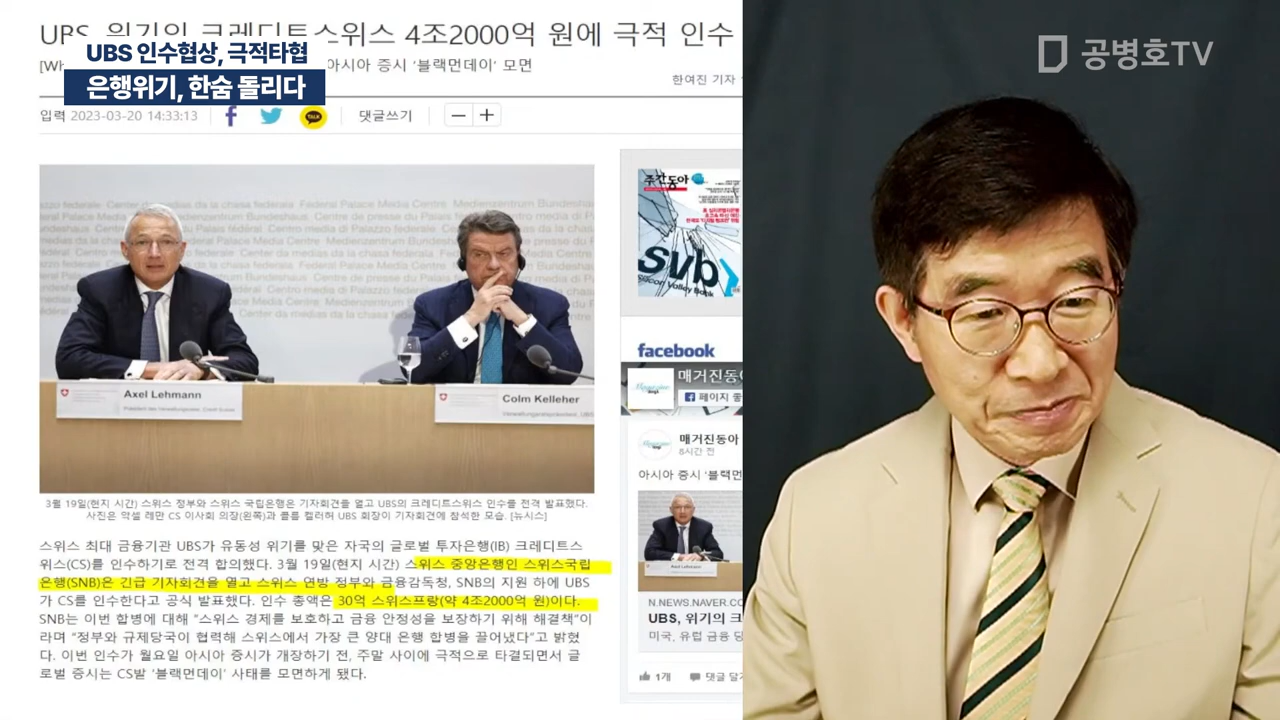 UBS, 위기의 크레디트스위스 4조2000억 원에 극적 인수
UBS 인수협상, 극적타협
은행위기, 한숨 돌리다
[Wh
아시아 증시 ‘블랙먼데이’ 모면
한여진 기자
입력 2023-03-20 14:33:13
f
TALK
댓글쓰기
공병호TV
Axel Lehmann
Colm Kelleher
3월 19일(현지 시간) 스위스 정부와 스위스 국립은행은 기자회견을 열고 UBS의 크레디트스위스 인수를 전격 발표했다.
사진은 악셀 레만 CS 이사회 의장(왼쪽)과 콜름 켈러허 UBS 회장이 기자회견에 참석한 모습. [뉴시스]
스위스 최대 금융기관 UBS가 유동성 위기를 맞은 자국의 글로벌 투자은행(IB) 크레디트스
위스(CS)를 인수하기로 전격 합의했다. 3월 19일(현지 시간) 스위스 중앙은행인 스위스국립
은행(SNB)은 긴급 기자회견을 열고 스위스 연방 정부와 금융감독청, SNB의 지원 하에 UBS
가 CS를 인수한다고 공식 발표했다. 인수 총액은 30억 스위스프랑(약 4조2000억 원)이다.
SNB는 이번 합병에 대해 “스위스 경제를 보호하고 금융 안정성을 보장하기 위해 해결책”이
라며 “정부와 규제당국이 협력해 스위스에서 가장 큰 양대 은행 합병을 끌어냈다”고 밝혔
다. 이번 인수가 월요일 아시아 증시가 개장하기 전, 주말 사이에 극적으로 타결되면서 글
로벌 증시는 CS발 ‘블랙먼데이’ 사태를 모면하게 됐다.
주간동아
svb
Silicon Valley Bank
facebook
매거진동아
페이지 좋
매거진동아
8시간 전
아시아 증시 ‘블랙먼
Axel Lehmann
N.NEWS.NAVER.CO
UBS, 위기의 크
미국, 유럽 금융 당
1개
댓글 달기